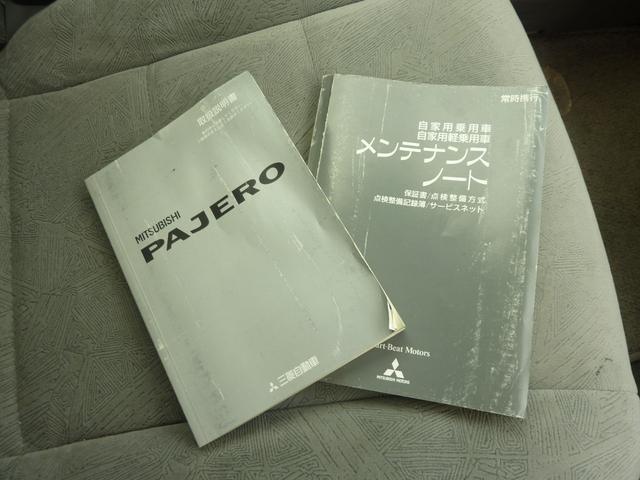 取扱説明書
MITSUBISHI
PAJERO
三菱自動車
常時携行
自家用乗用車
自家用軽乗用車
メンテナンス
ノート
保証書/点検整備方式
点検整備記録簿/サービスネット
art-Beat Motors
MITSUBISHI MOTORS